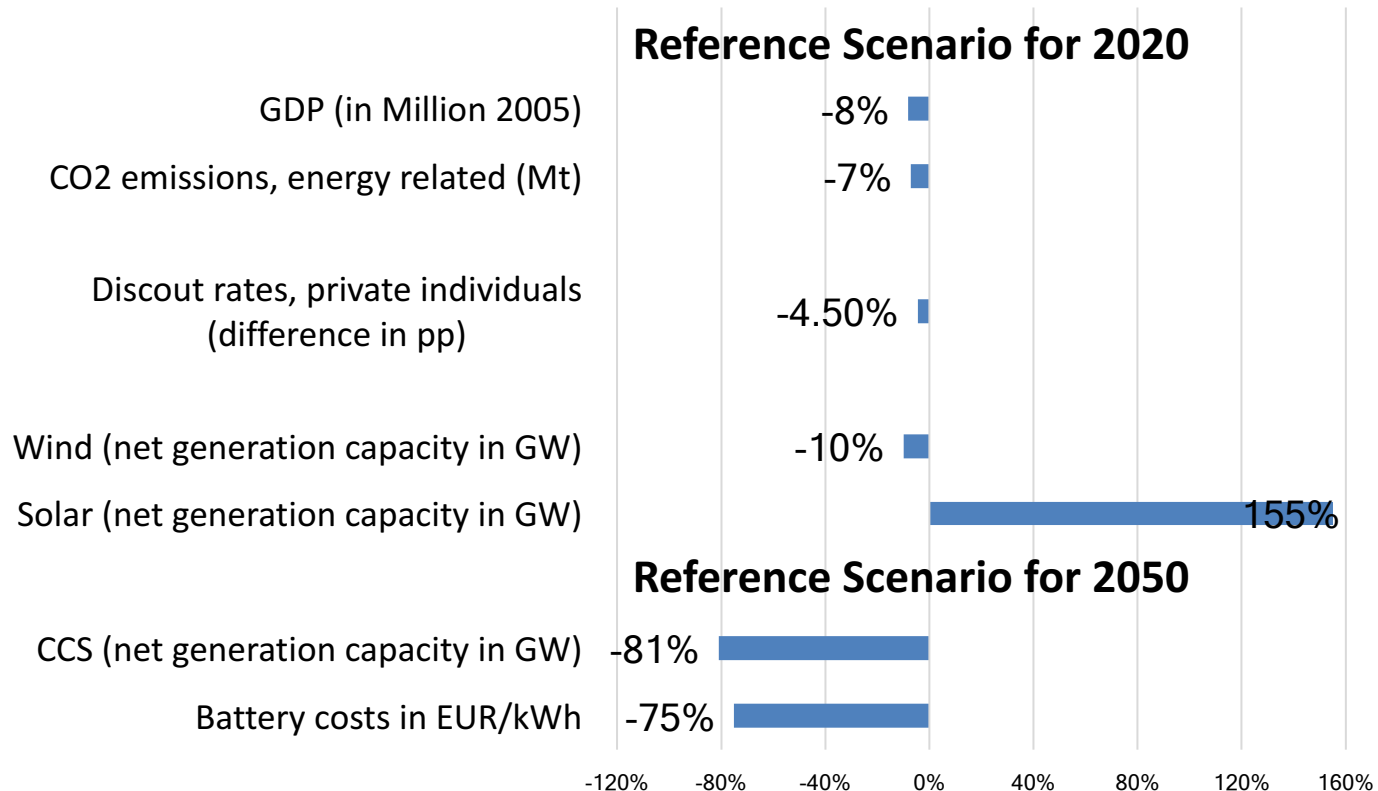 Reference Scenario for 2020
GDP (in Million 2005)
-8%
CO2 emissions, energy related (Mt)
-7%
Discout rates, private individuals
(difference in pp)
-4.50%
Wind (net generation capacity in GW)
-10%
Solar (net generation capacity in GW)
155%
Reference Scenario for 2050
CCS (net generation capacity in GW)
-81%
Battery costs in EUR/kWh
-75%
-120% -80% -40% 0% 40% 80% 120% 160%